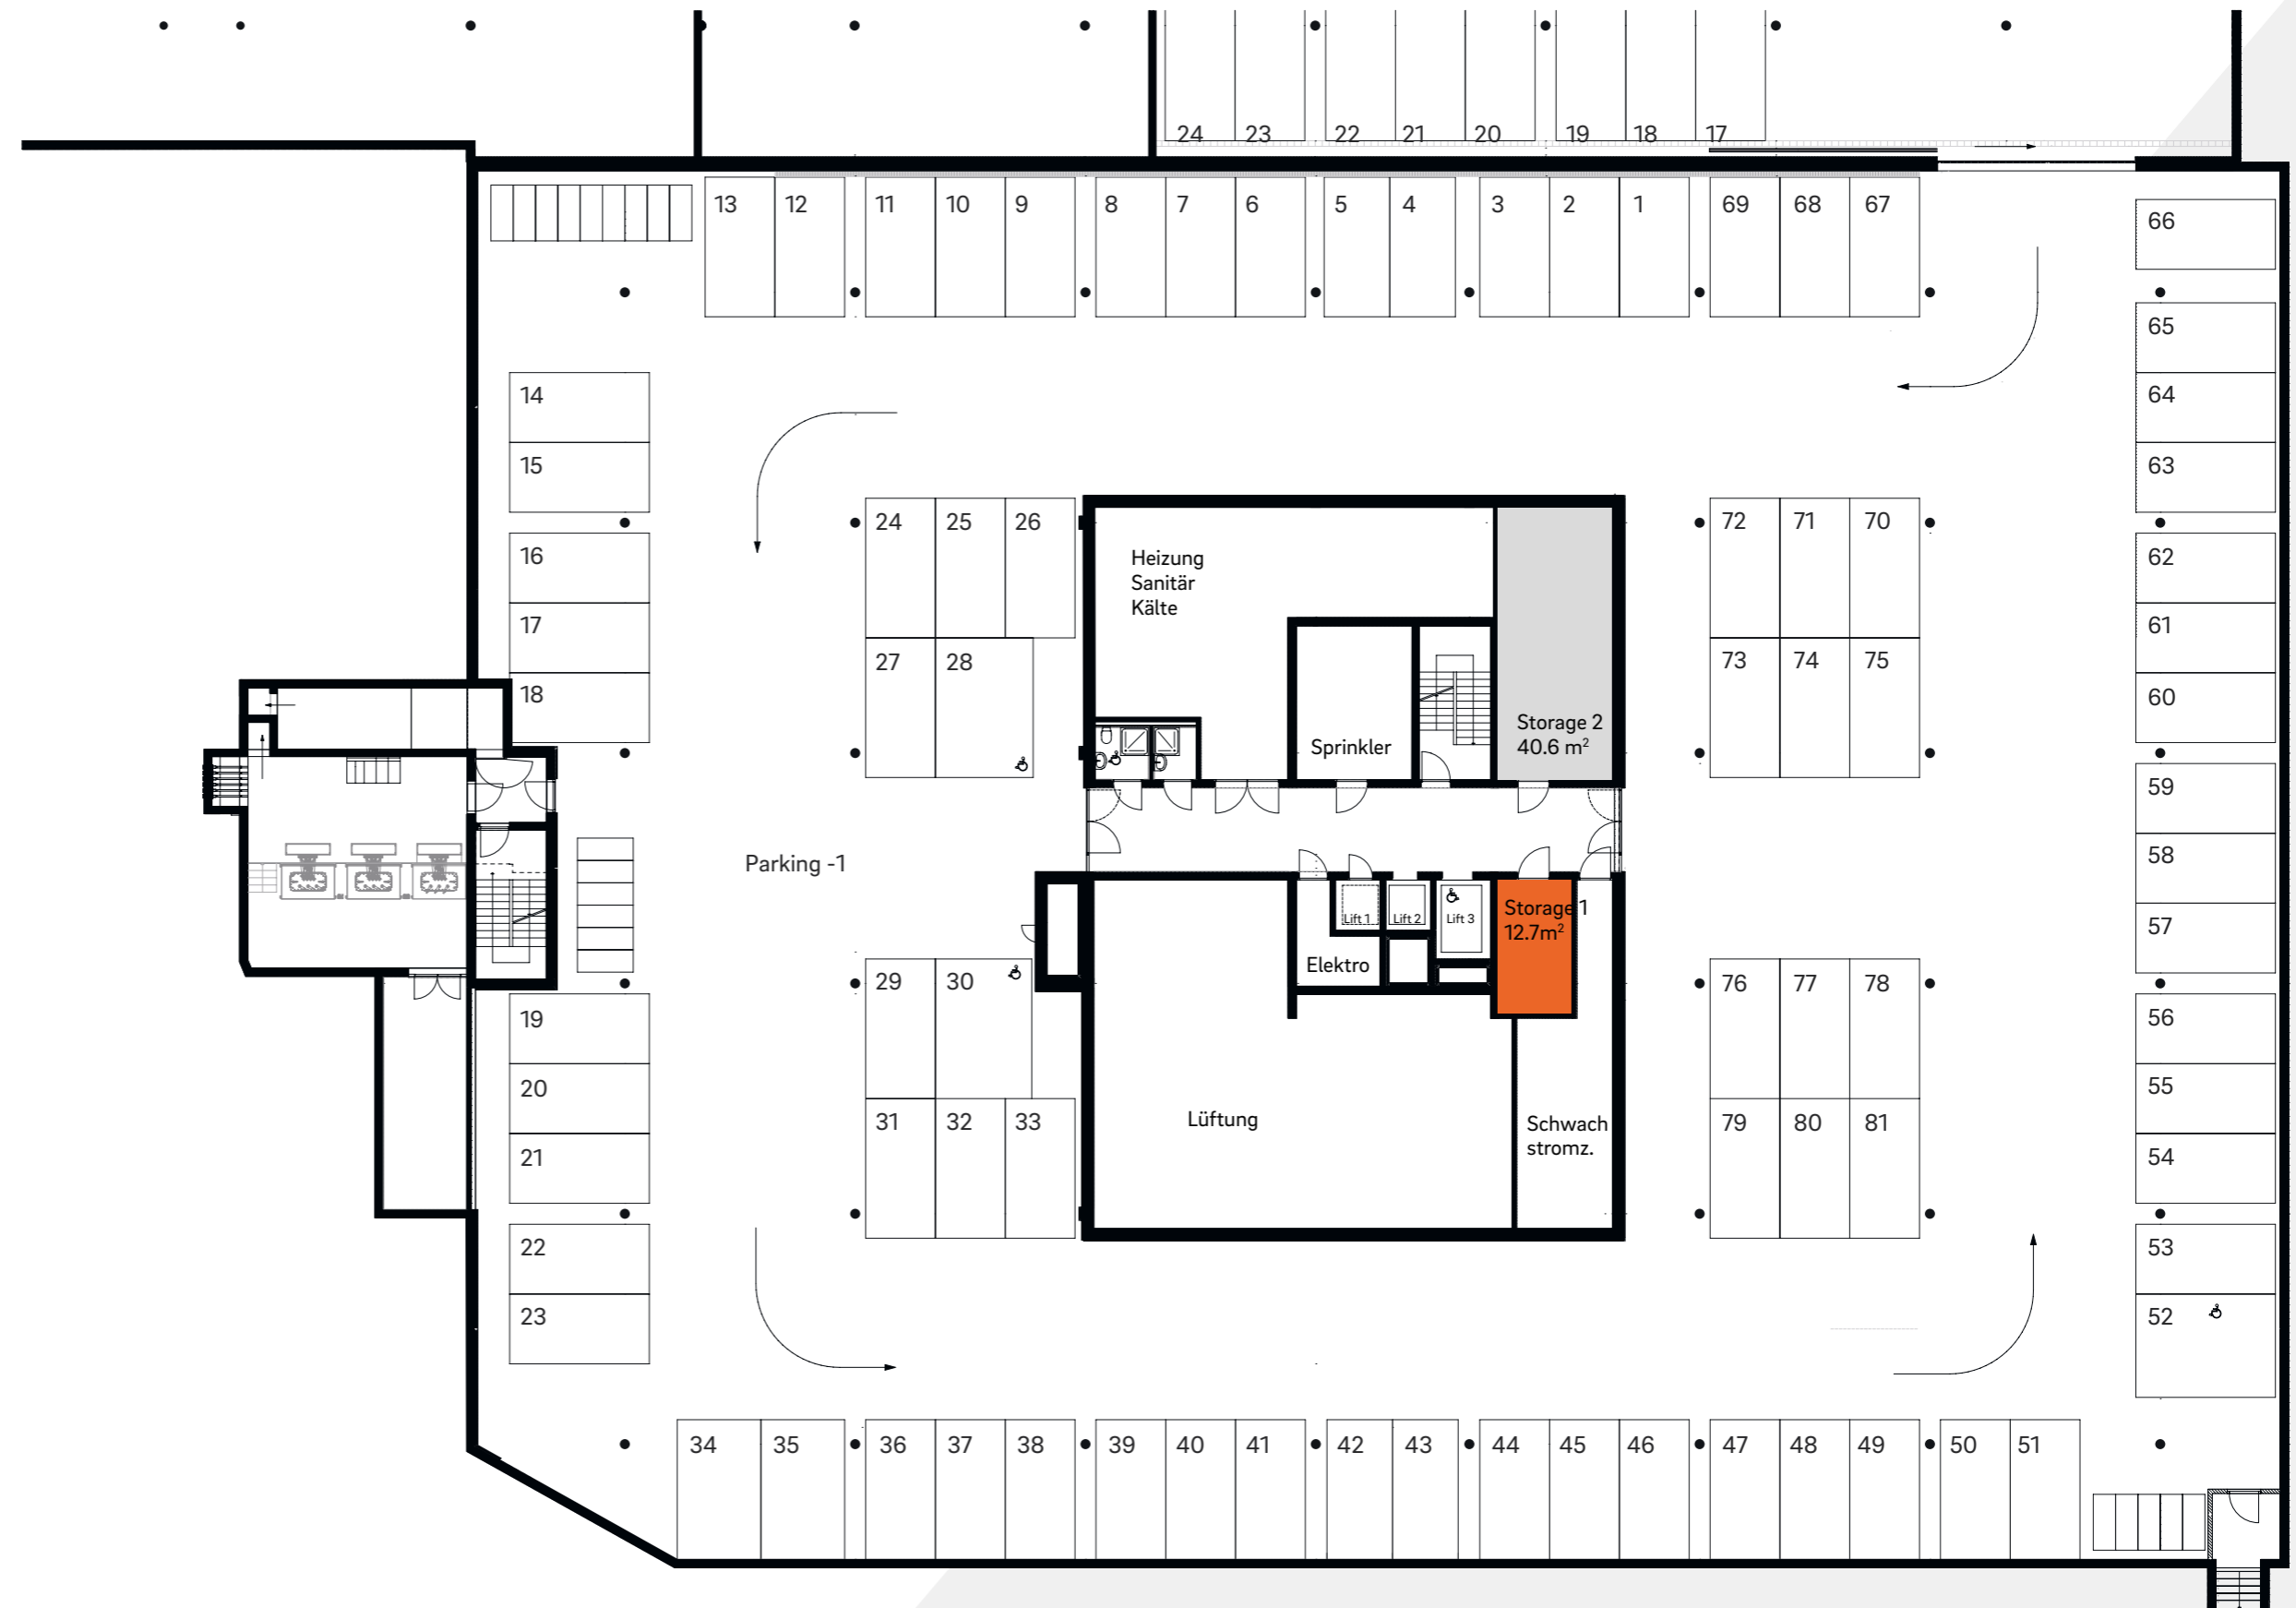 24 23 22 21 20 19 18 17
13 12 11 10 9 8 7 6 5 4 3 2 1 69 68 67
66
65
14 64
15 63
24 25 26 72 71 70
16 62
Heizung
Sanitär
Kälte
17 61
27 28 73 74 75
18 60
Storage 2
40.6 m²
Sprinkler
59
58
Parking -1
Storage 1
12.7m²
Lift 1 Lift 2 Lift 3
57
Elektro
29 30 76 77 78
19 56
20 55
31 32 33 79 80 81
Lüftung
Schwach
stromz.
21 54
22 53
23 52
34 35 36 37 38 39 40 41 42 43 44 45 46 47 48 49 50 51